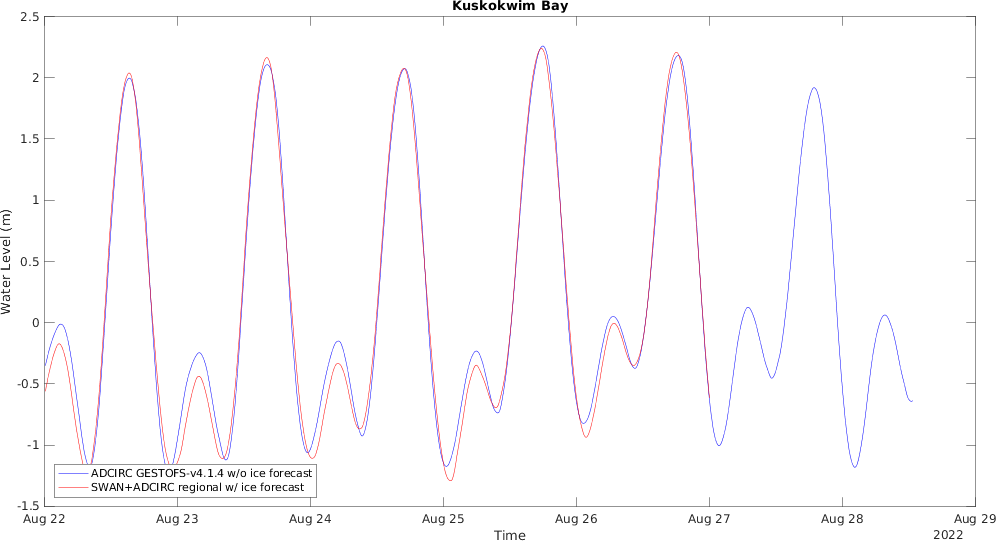 Kuskokwim Bay
2.5
2
1.5
1
0.5
0
-0.5
-1
-1.5
Water Level (m)
ADCIRC GESTOFS-v4.1.4 w/o ice forecast
SWAN+ADCIRC regional w/ ice forecast
Aug 22 Aug 23 Aug 24 Aug 25 Aug 26 Aug 27 Aug 28 Aug 29
Time
2022